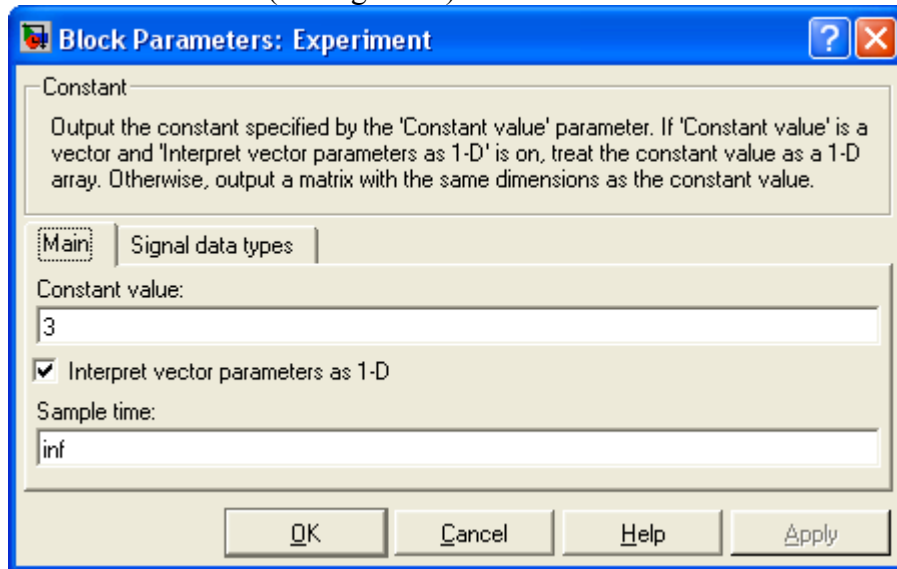 Block Parameters: Experiment
Constant
Output the constant specified by the 'Constant value' parameter. If 'Constant value' is a
vector and 'Interpret vector parameters as 1-D' is on, treat the constant value as a 1-D
array. Otherwise, output a matrix with the same dimensions as the constant value.
Main Signal data types
Constant value:
3
Interpret vector parameters as 1-D
Sample time:
inf
OK Cancel Help Apply